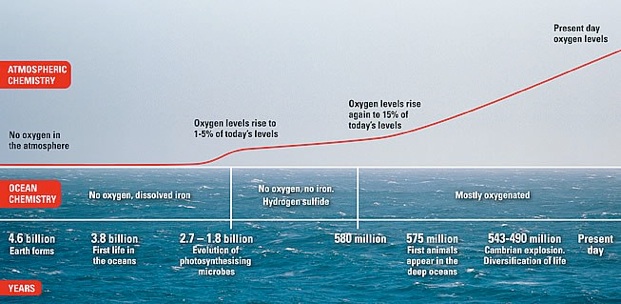 Present day
oxygen levels
ATMOSPHERIC
CHEMISTRY
Oxygen levels rise
again to 15% of
today's levels
Oxygen levels rise to
1-5% of today's levels
No oxygen in
the atmosphere
OCEAN
CHEMISTRY
No oxygen, dissolved iron
No oxygen, no iron.
Hydrogen sulfide
Mostly oxygenated
4.6 billion
Earth forms
3.8 billion
First life in
the oceans
2.7 – 1.8 billion
Evolution of
photosynthesising
microbes
580 million
575 million
First animals
appear in the
deep oceans
543-490 million
Cambrian explosion.
Diversification of life
Present
day
YEARS